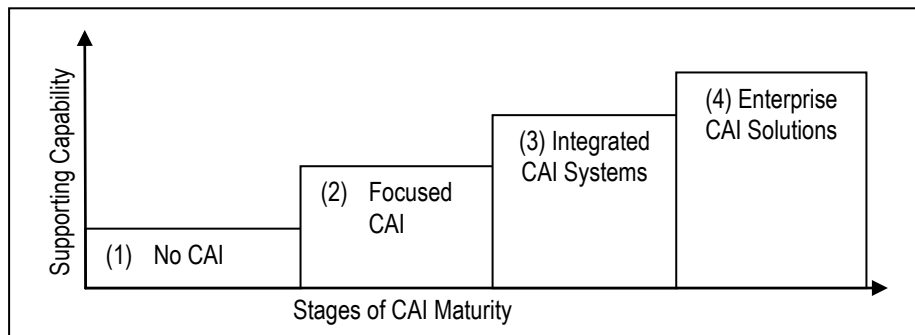 Supporting Capability
(1) No CAI
(2) Focused
CAI
(3) Integrated
CAI Systems
(4) Enterprise
CAI Solutions
Stages of CAI Maturity